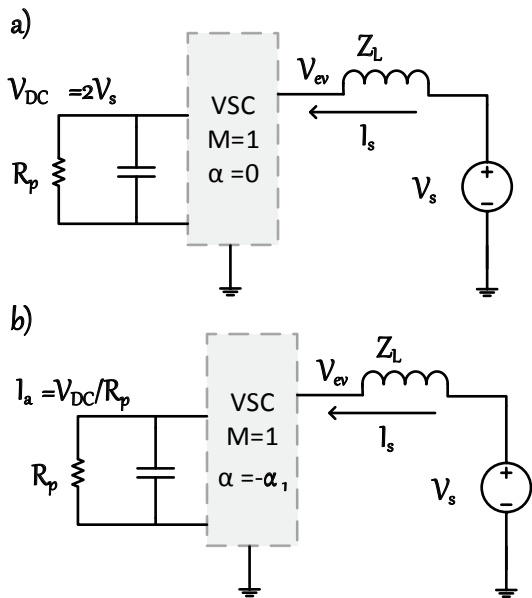 a)
V_DC =2V_s
VSC
M=1
α =0
V_ev
Z_L
I_s
R_p
V_s
+
−
b)
I_a =V_DC/R_p
VSC
M=1
α =-α₁
V_ev
Z_L
I_s
R_p
V_s
+
−